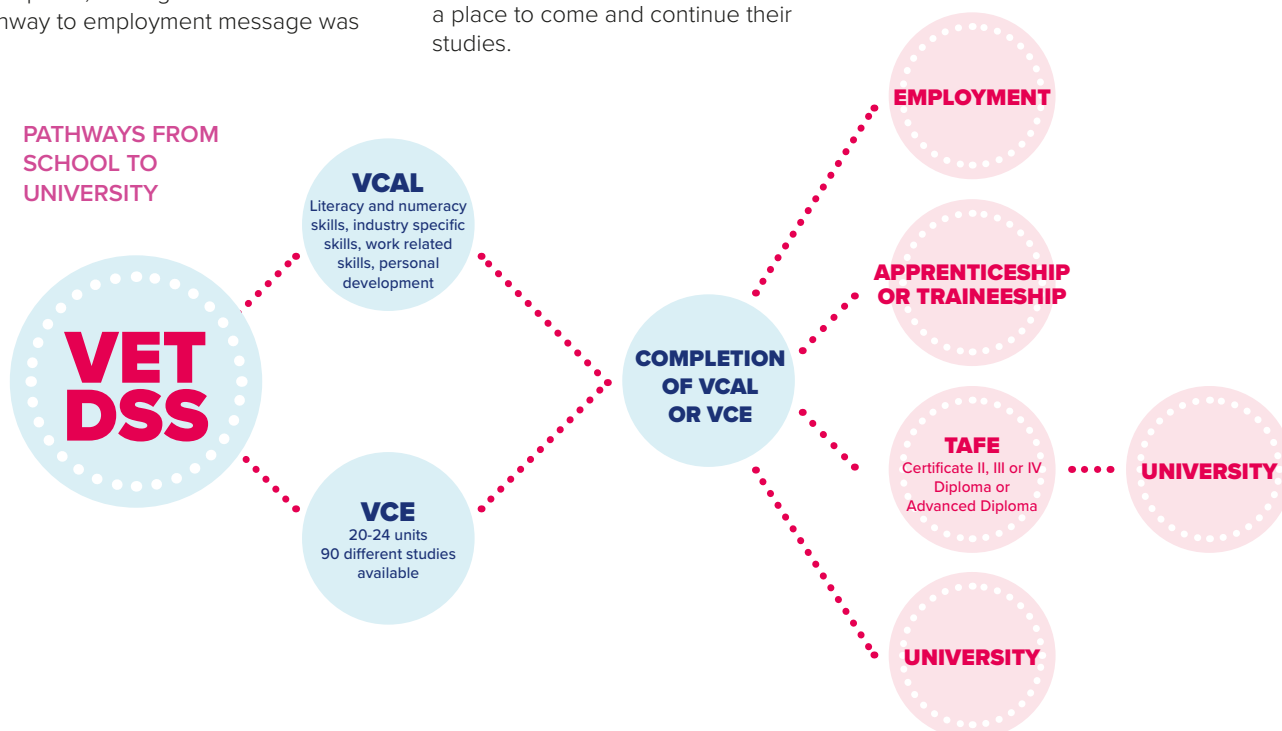 hway to employment message was
a place to come and continue their
studies.
PATHWAYS FROM
SCHOOL TO
UNIVERSITY
VET
DSS
VCAL
Literacy and numeracy
skills, industry specific
skills, work related
skills, personal
development
VCE
20-24 units
90 different studies
available
COMPLETION
OF VCAL
OR VCE
EMPLOYMENT
APPRENTICESHIP
OR TRAINEESHIP
TAFE
Certificate II, III or IV
Diploma or
Advanced Diploma
UNIVERSITY
UNIVERSITY